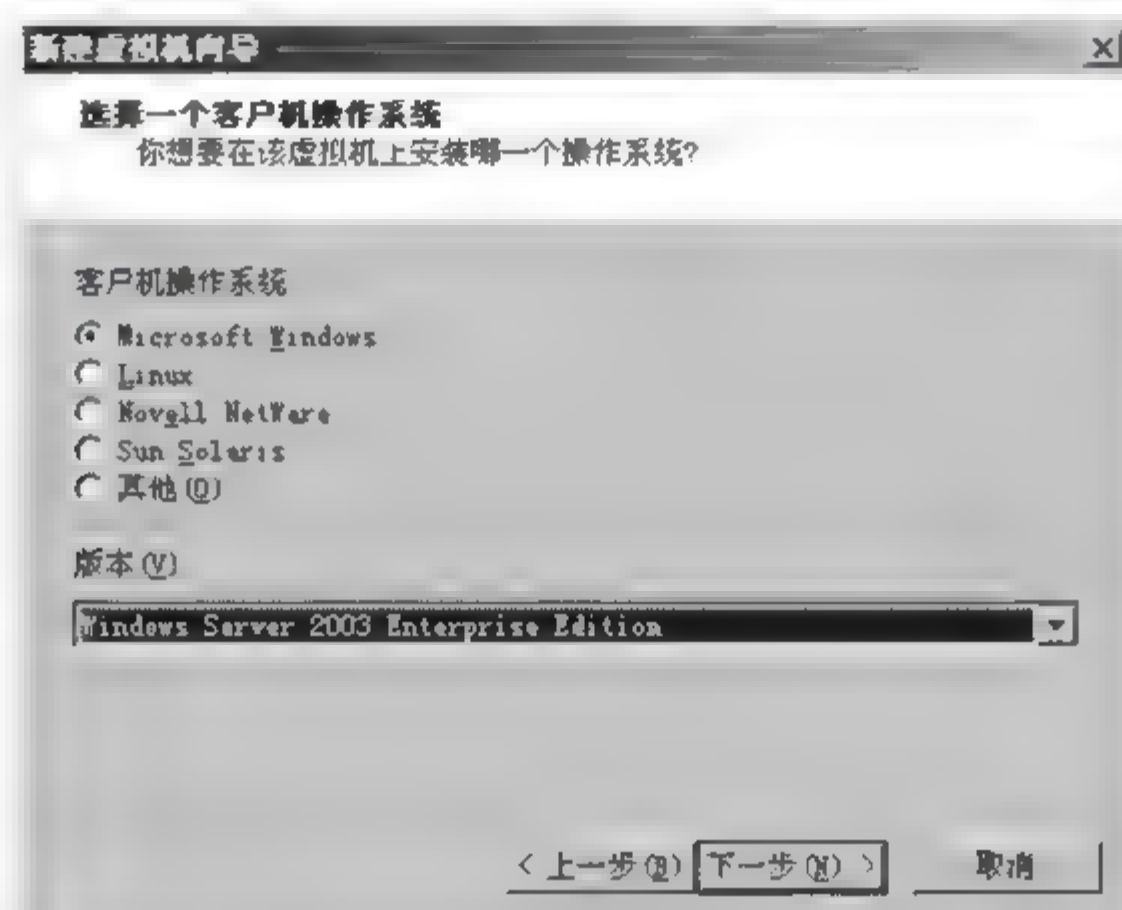 新建虚拟机向导
选择一个客户机操作系统
你想要在该虚拟机上安装哪一个操作系统?
客户机操作系统
Microsoft Windows
Linux
Novell NetWare
Sun Solaris
其他(O)
版本(V)
Windows Server 2003 Enterprise Edition
< 上一步(B) 下一步(N) > 取消